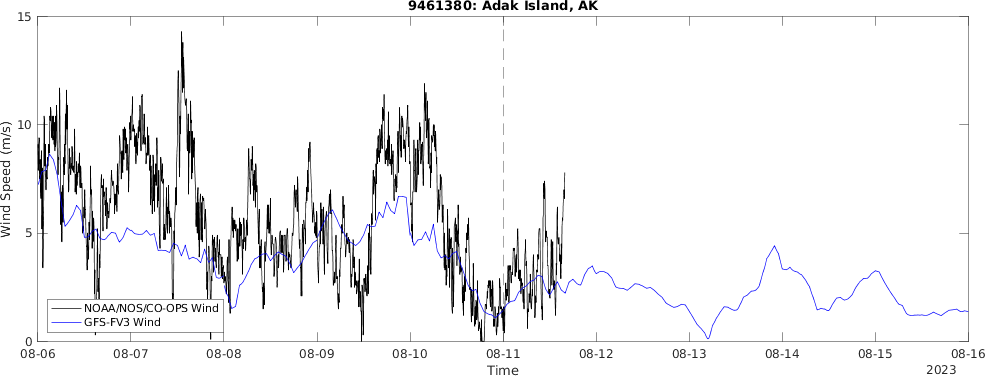 9461380: Adak Island, AK
Wind Speed (m/s)
15
10
5
0
NOAA/NOS/CO-OPS Wind
GFS-FV3 Wind
08-06 08-07 08-08 08-09 08-10 08-11 08-12 08-13 08-14 08-15 08-16
Time
2023